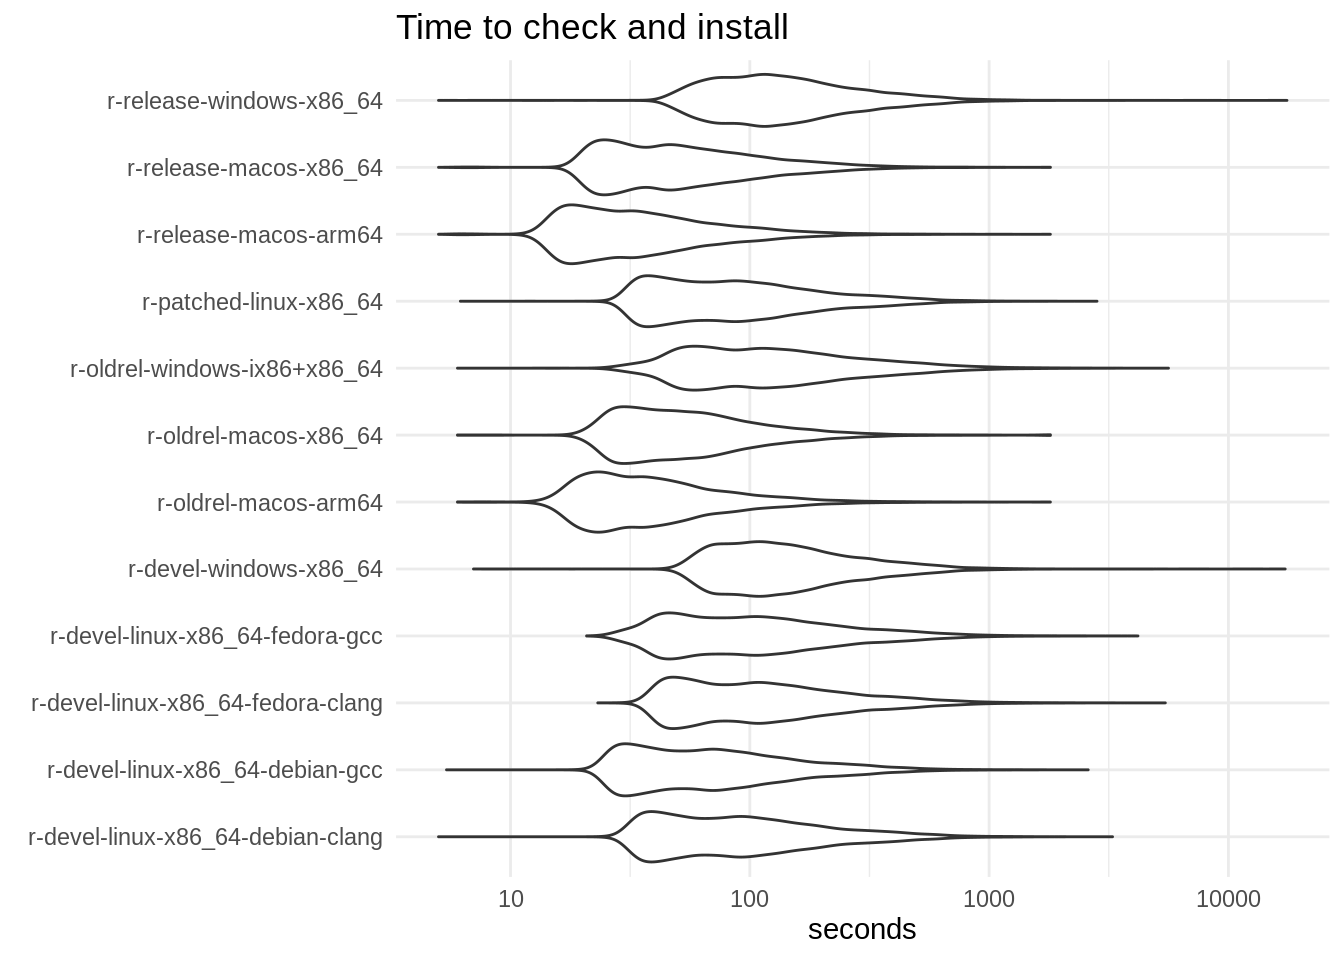 Time to check and install
r-release-windows-x86_64
r-release-macos-x86_64
r-release-macos-arm64
r-patched-linux-x86_64
r-oldrel-windows-ix86+x86_64
r-oldrel-macos-x86_64
r-oldrel-macos-arm64
r-devel-windows-x86_64
r-devel-linux-x86_64-fedora-gcc
r-devel-linux-x86_64-fedora-clang
r-devel-linux-x86_64-debian-gcc
r-devel-linux-x86_64-debian-clang
10 100 1000 10000
seconds